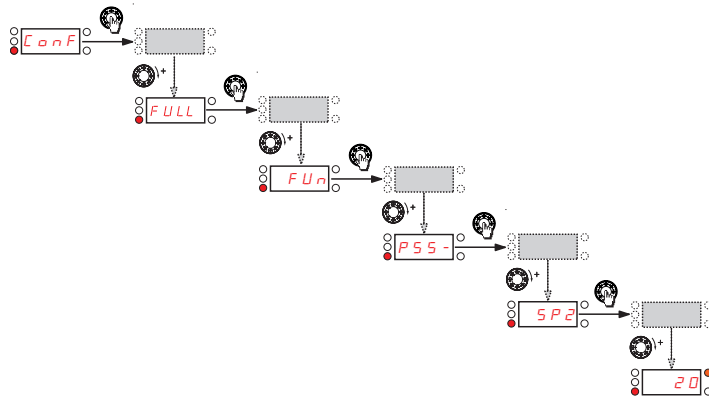 ConF
+
FULL
+
FUn
+
PSS-
+
SP2
+
20